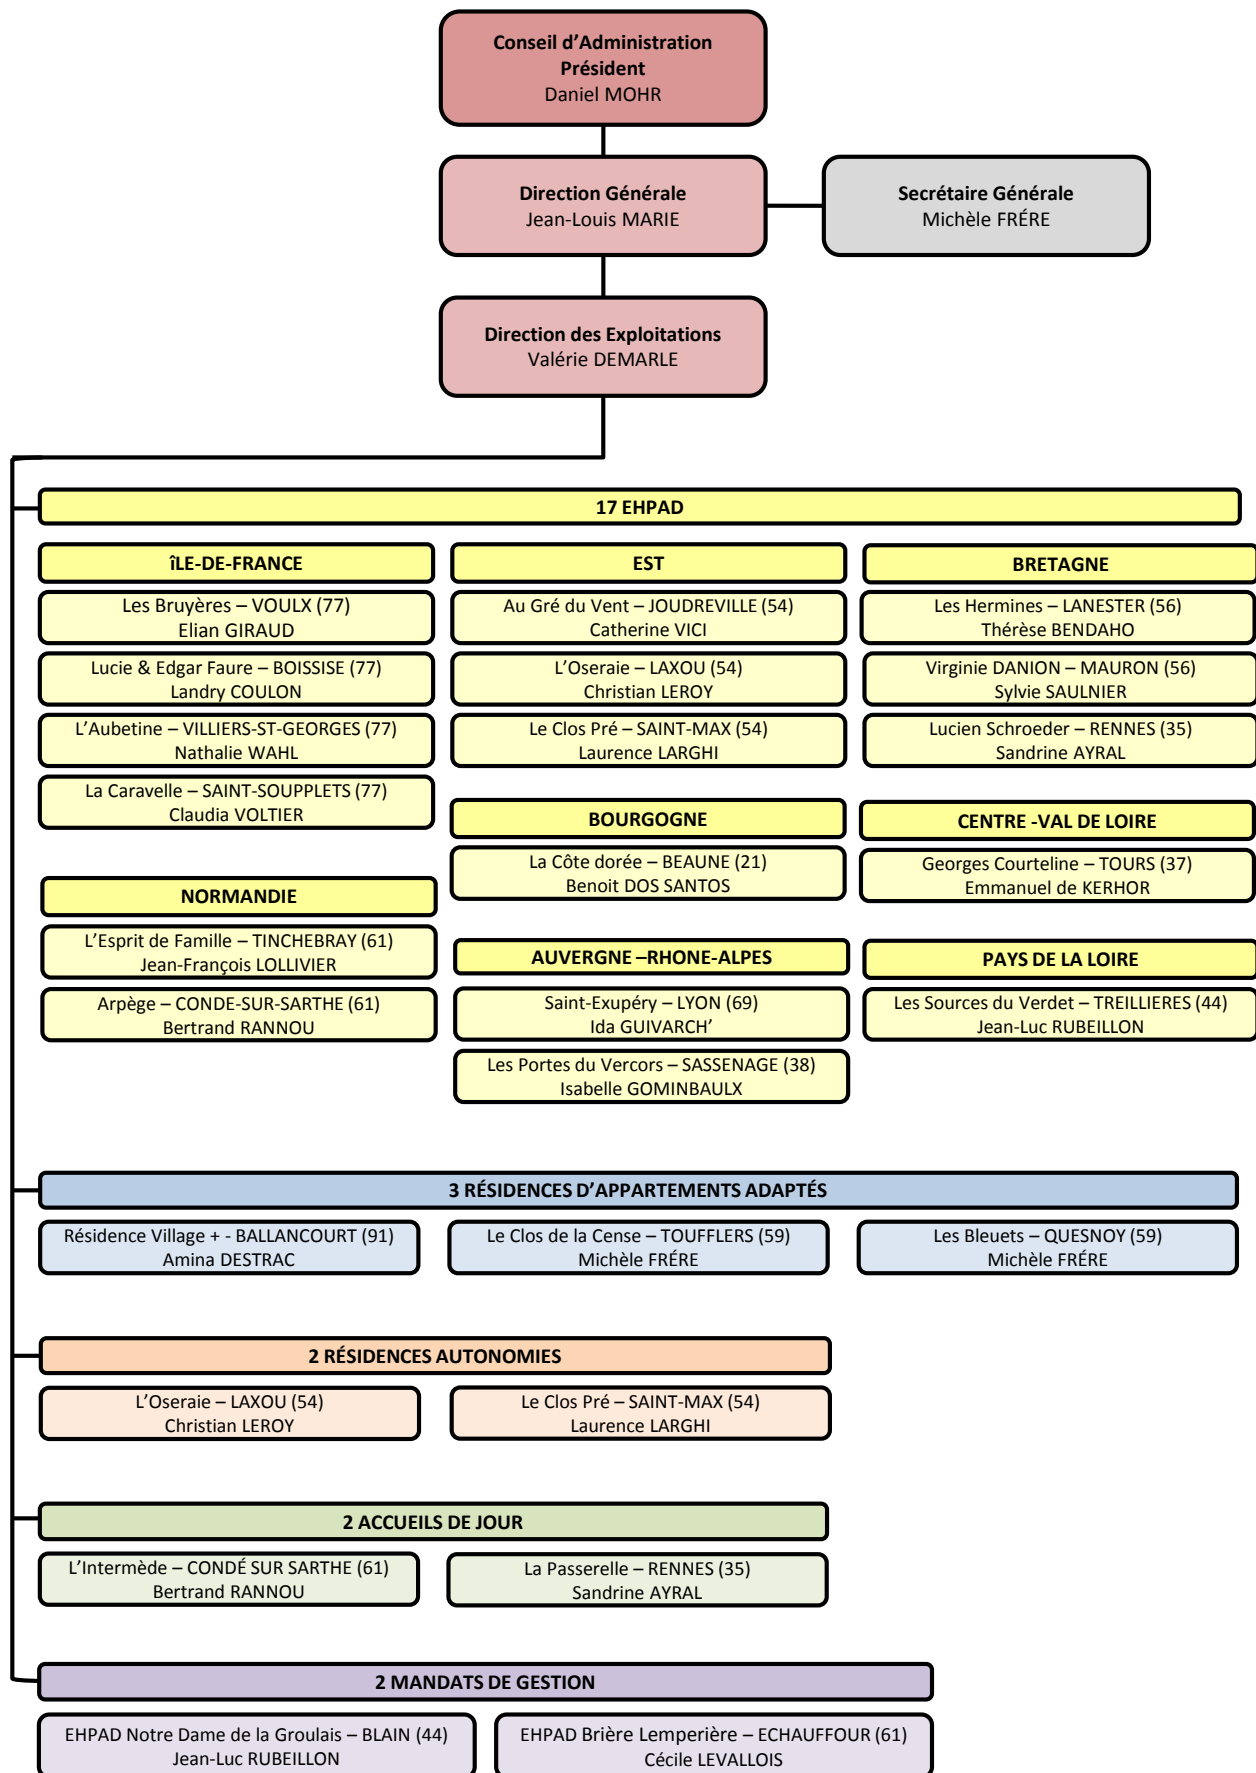 Conseil d'Administration
Président
Daniel MOHR
Direction Générale
Jean-Louis MARIE
Secrétaire Générale
Michèle FRÉRE
Direction des Exploitations
Valérie DEMARLE
17 EHPAD
îLE-DE-FRANCE
Les Bruyères – VOULX (77)
Elian GIRAUD
Lucie & Edgar Faure – BOISSISE (77)
Landry COULON
L'Aubetine – VILLIERS-ST-GEORGES (77)
Nathalie WAHL
La Caravelle – SAINT-SOUPPLETS (77)
Claudia VOLTIER
NORMANDIE
L'Esprit de Famille – TINCHEBRAY (61)
Jean-François LOLLIVIER
Arpège – CONDE-SUR-SARTHE (61)
Bertrand RANNOU
EST
Au Gré du Vent – JOUDREVILLE (54)
Catherine VICI
L'Oseraie – LAXOU (54)
Christian LEROY
Le Clos Pré – SAINT-MAX (54)
Laurence LARGHI
BOURGOGNE
La Côte dorée – BEAUNE (21)
Benoit DOS SANTOS
AUVERGNE –RHONE-ALPES
Saint-Exupéry – LYON (69)
Ida GUIVARCH'
Les Portes du Vercors – SASSENAGE (38)
Isabelle GOMINBAULX
BRETAGNE
Les Hermines – LANESTER (56)
Thérèse BENDAHO
Virginie DANION – MAURON (56)
Sylvie SAULNIER
Lucien Schroeder – RENNES (35)
Sandrine AYRAL
CENTRE -VAL DE LOIRE
Georges Courteline – TOURS (37)
Emmanuel de KERHOR
PAYS DE LA LOIRE
Les Sources du Verdet – TREILLIERES (44)
Jean-Luc RUBEILLON
3 RÉSIDENCES D'APPARTEMENTS ADAPTÉS
Résidence Village + - BALLANCOURT (91)
Amina DESTRAC
Le Clos de la Cense – TOUFFLERS (59)
Michèle FRÉRE
Les Bleuets – QUESNOY (59)
Michèle FRÉRE
2 RÉSIDENCES AUTONOMIES
L'Oseraie – LAXOU (54)
Christian LEROY
Le Clos Pré – SAINT-MAX (54)
Laurence LARGHI
2 ACCUEILS DE JOUR
L'Intermède – CONDÉ SUR SARTHE (61)
Bertrand RANNOU
La Passerelle – RENNES (35)
Sandrine AYRAL
2 MANDATS DE GESTION
EHPAD Notre Dame de la Groulais – BLAIN (44)
Jean-Luc RUBEILLON
EHPAD Brière Lemperière – ECHAUFFOUR (61)
Cécile LEVALLOIS